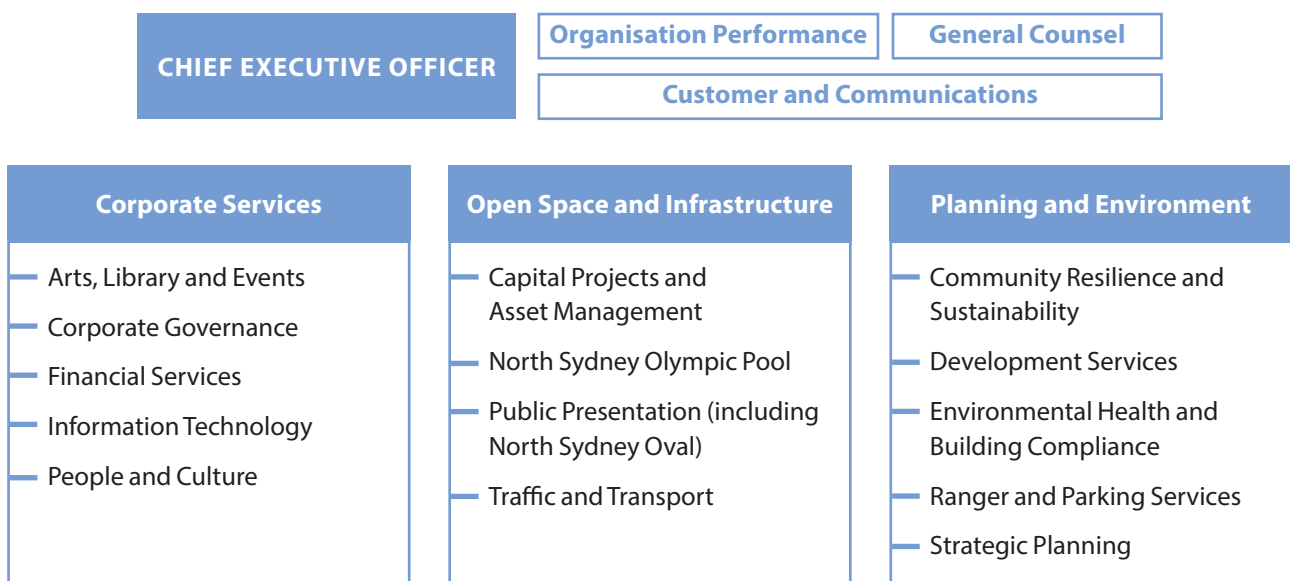 CHIEF EXECUTIVE OFFICER
Organisation Performance
General Counsel
Customer and Communications
Corporate Services
Arts, Library and Events
Corporate Governance
Financial Services
Information Technology
People and Culture
Open Space and Infrastructure
Capital Projects and
Asset Management
North Sydney Olympic Pool
Public Presentation (including
North Sydney Oval)
Traffic and Transport
Planning and Environment
Community Resilience and
Sustainability
Development Services
Environmental Health and
Building Compliance
Ranger and Parking Services
Strategic Planning